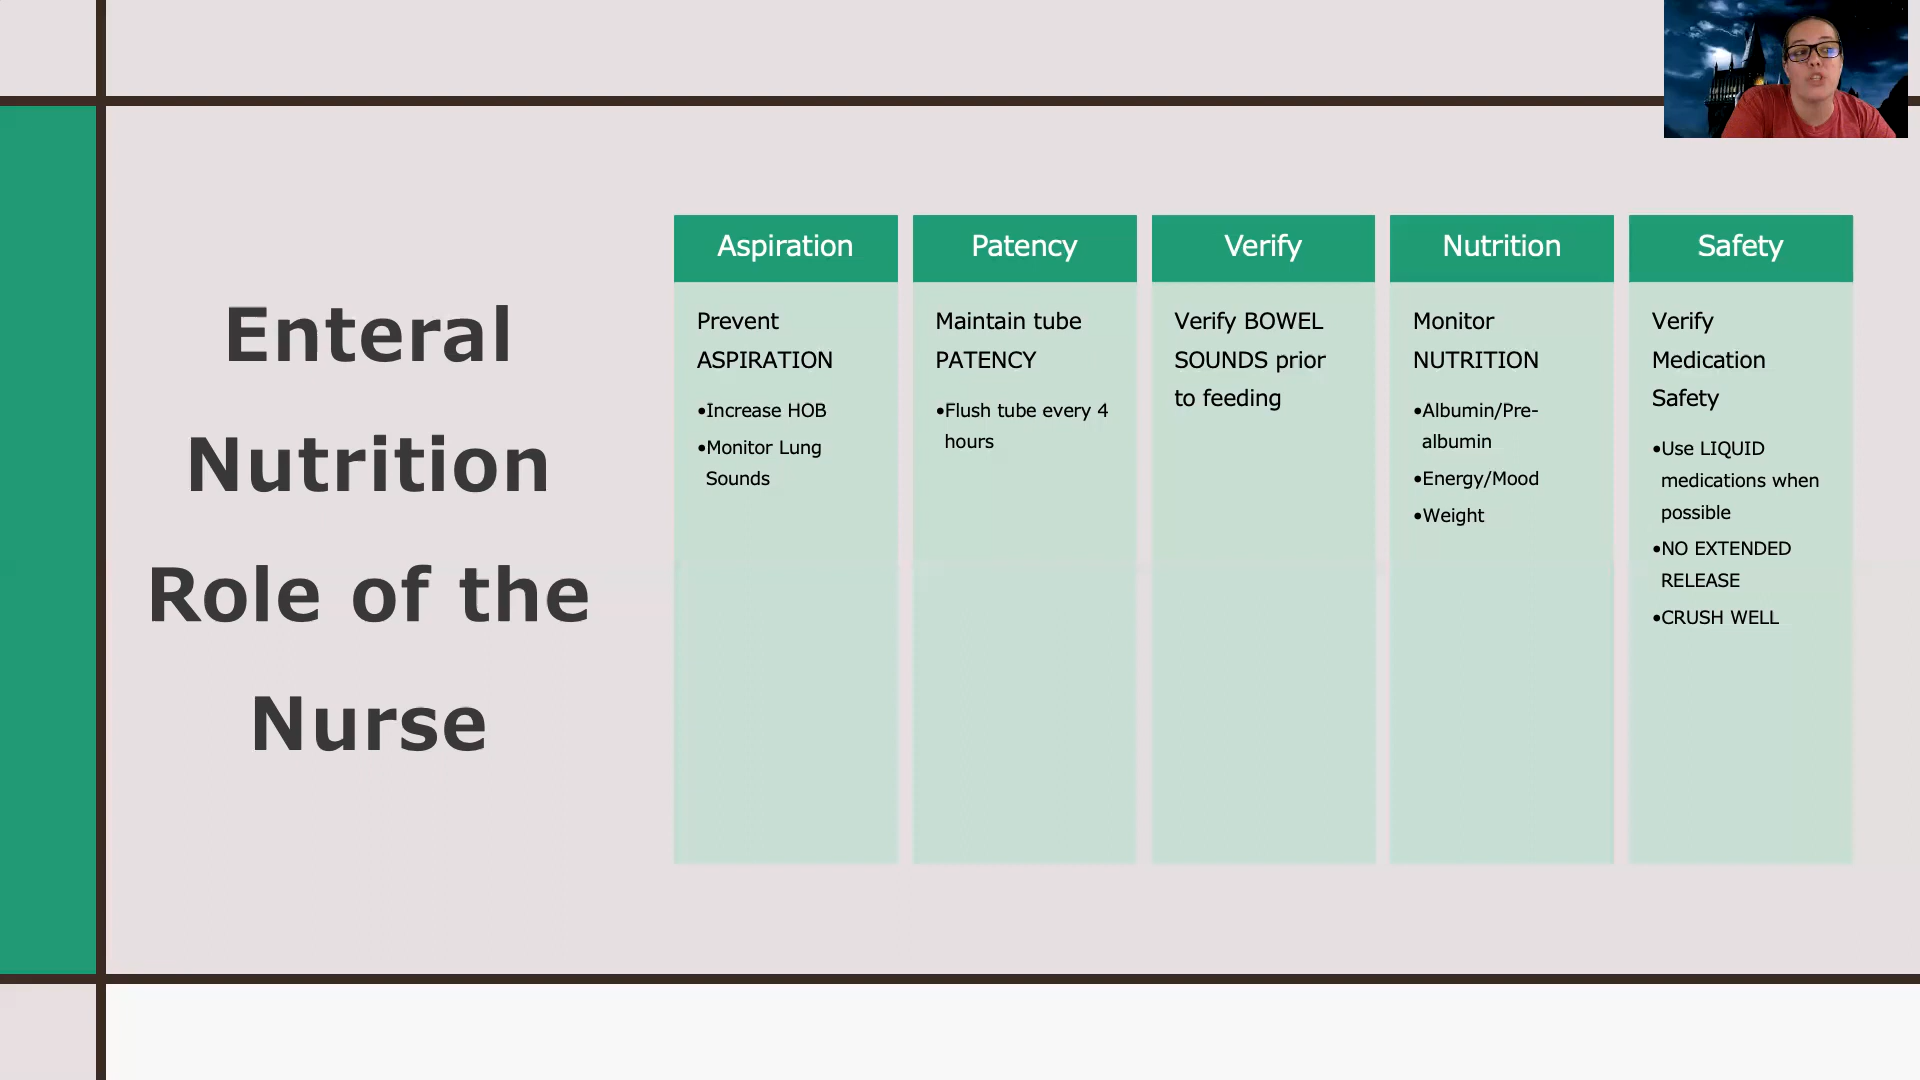 Enteral
Nutrition
Role of the
Nurse
Aspiration
Prevent
ASPIRATION
•Increase HOB
•Monitor Lung
Sounds
Patency
Maintain tube
PATENCY
•Flush tube every 4
hours
Verify
Verify BOWEL
SOUNDS prior
to feeding
Nutrition
Monitor
NUTRITION
•Albumin/Pre-
albumin
•Energy/Mood
•Weight
Safety
Verify
Medication
Safety
•Use LIQUID
medications when
possible
•NO EXTENDED
RELEASE
•CRUSH WELL